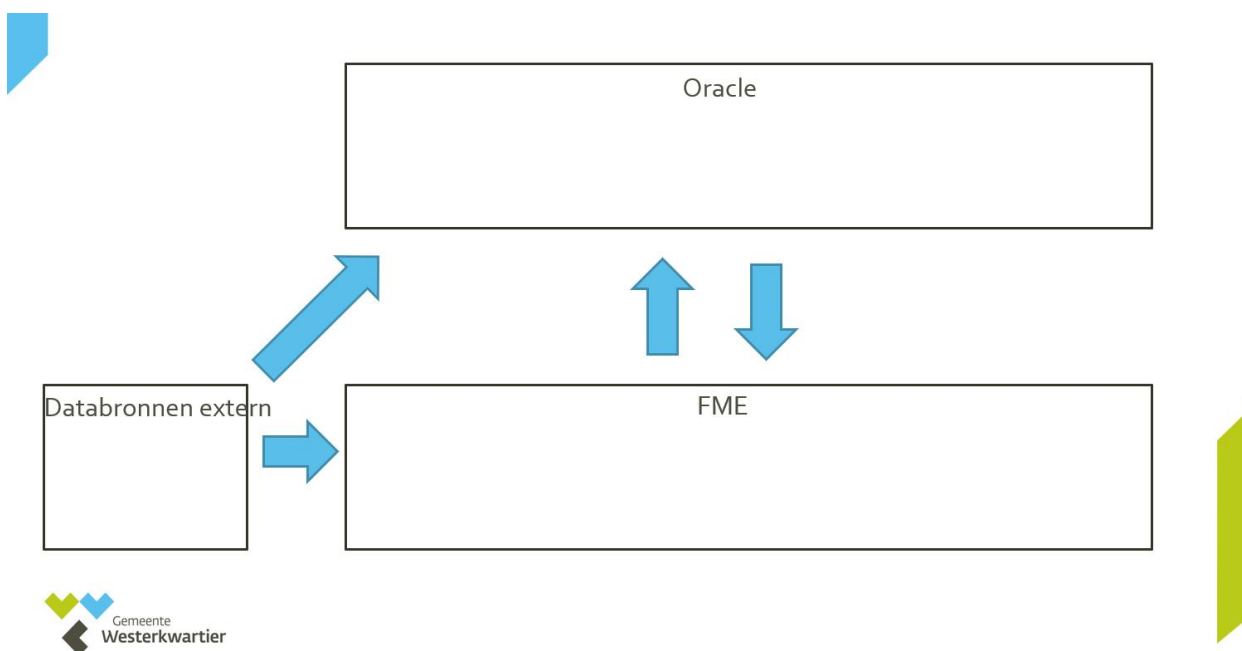 Oracle
Databronnen extern
FME
Gemeente
Westerkwartier